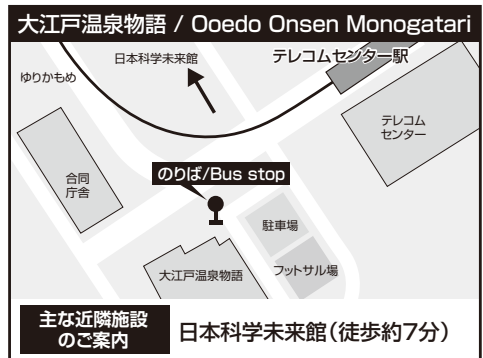 大江戸温泉物語 / Ooedo Onsen Monogatari
日本科学未来館
テレコムセンター駅
ゆりかもめ
テレコム
センター
合同
庁舎
のりば/Bus stop
駐車場
大江戸温泉物語
フットサル場
主な近隣施設
のご案内
日本科学未来館(徒歩約7分)